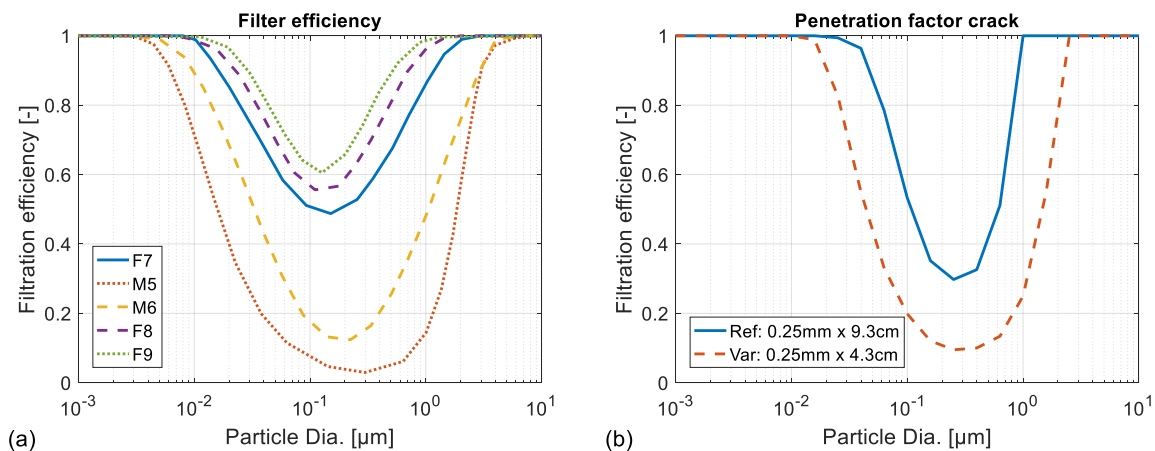 Filter efficiency
Filtration efficiency [-]
1
0.8
0.6
0.4
0.2
0
F7
M5
M6
F8
F9
10^-3
10^-2
10^-1
10^0
10^1
Particle Dia. [µm]
(a)
Penetration factor crack
Filtration efficiency [-]
1
0.8
0.6
0.4
0.2
0
Ref: 0.25mm x 9.3cm
Var: 0.25mm x 4.3cm
10^-3
10^-2
10^-1
10^0
10^1
Particle Dia. [µm]
(b)